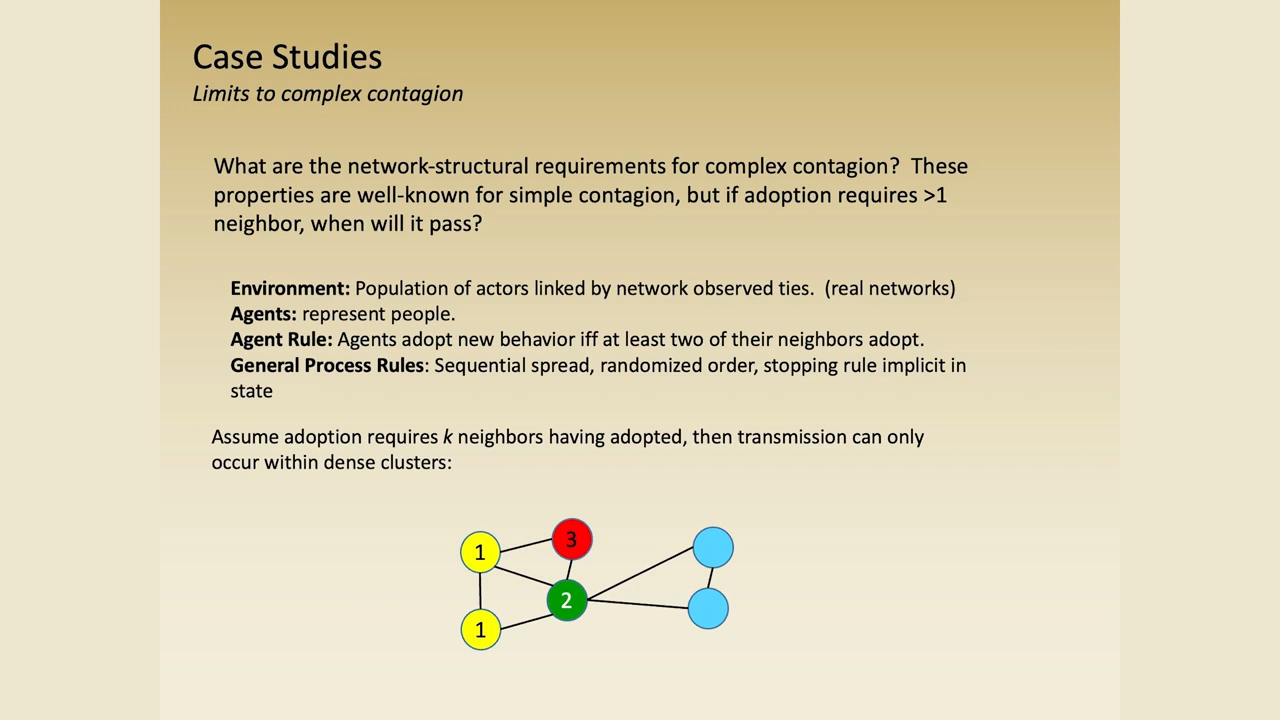 Case Studies
Limits to complex contagion
What are the network-structural requirements for complex contagion?  These
properties are well-known for simple contagion, but if adoption requires >1
neighbor, when will it pass?
Environment: Population of actors linked by network observed ties.  (real networks)
Agents: represent people.
Agent Rule: Agents adopt new behavior iff at least two of their neighbors adopt.
General Process Rules: Sequential spread, randomized order, stopping rule implicit in
state
Assume adoption requires k neighbors having adopted, then transmission can only
occur within dense clusters:
1
3
2
1